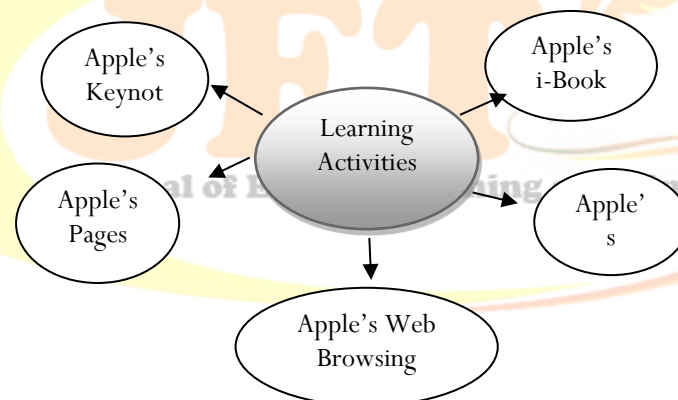 Apple's
Keynot
Apple's
i-Book
Learning
Activities
Apple's
Pages
Apple'
s
Apple's Web
Browsing